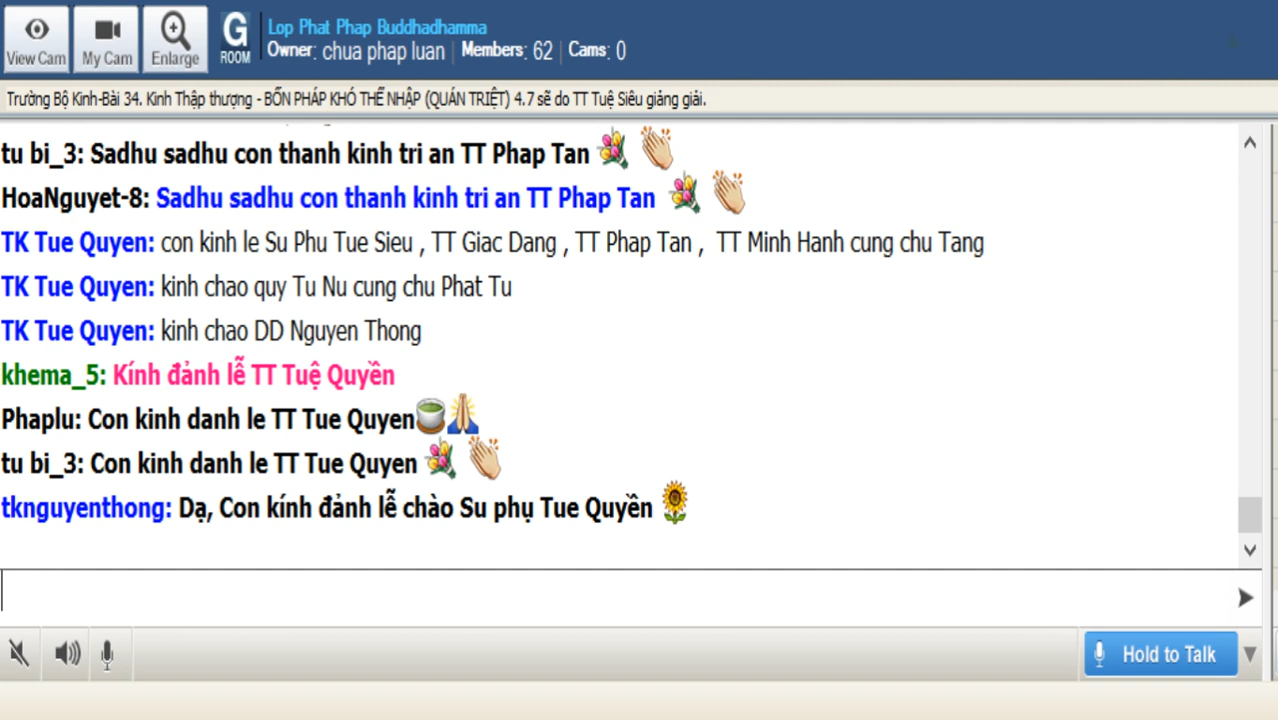 Lop Phat Phap Buddhadhamma
View Cam My Cam Enlarge G ROOM Owner: chua phap luan | Members: 62 | Cams: 0
Trường Bộ Kinh-Bài 34. Kinh Thập thượng - BỐN PHÁP KHÓ THỂ NHẬP (QUÁN TRIỆT) 4.7 sẽ do TT Tuệ Siêu giảng giải.
tu bi_3: Sadhu sadhu con thanh kinh tri an TT Phap Tan
HoaNguyet-8: Sadhu sadhu con thanh kinh tri an TT Phap Tan
TK Tue Quyen: con kinh le Su Phu Tue Sieu , TT Giac Dang , TT Phap Tan , TT Minh Hanh cung chu Tang
TK Tue Quyen: kinh chao quy Tu Nu cung chu Phat Tu
TK Tue Quyen: kinh chao DD Nguyen Thong
khema_5: Kính đảnh lễ TT Tuệ Quyền
Phaplu: Con kinh danh le TT Tue Quyen
tu bi_3: Con kinh danh le TT Tue Quyen
tknguyenthong: Dạ, Con kính đảnh lễ chào Su phụ Tue Quyền
Hold to Talk